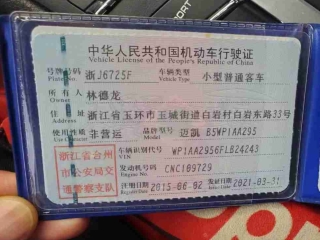 中华人民共和国机动车行驶证
Vehicle License of the People's Republic of China
号牌号码 浙J6725F 车辆类型 小型普通客车
Plate No. Vehicle Type
所有人 林德龙
Owner
住址 浙江省玉环市玉城街道白岩村白岩东路33号
Address
使用性质 非营运 品牌型号 迈凯 BSWP1AA295
Use Character Model
浙江省台州 车辆识别代号 WP1AA2956FLB24243
VIN
市公安局交 发动机号码 CNC109729
Engine No.
通警察支队 注册日期 2015-06-02 发证日期 2021-03-31
Register Date Issue Date